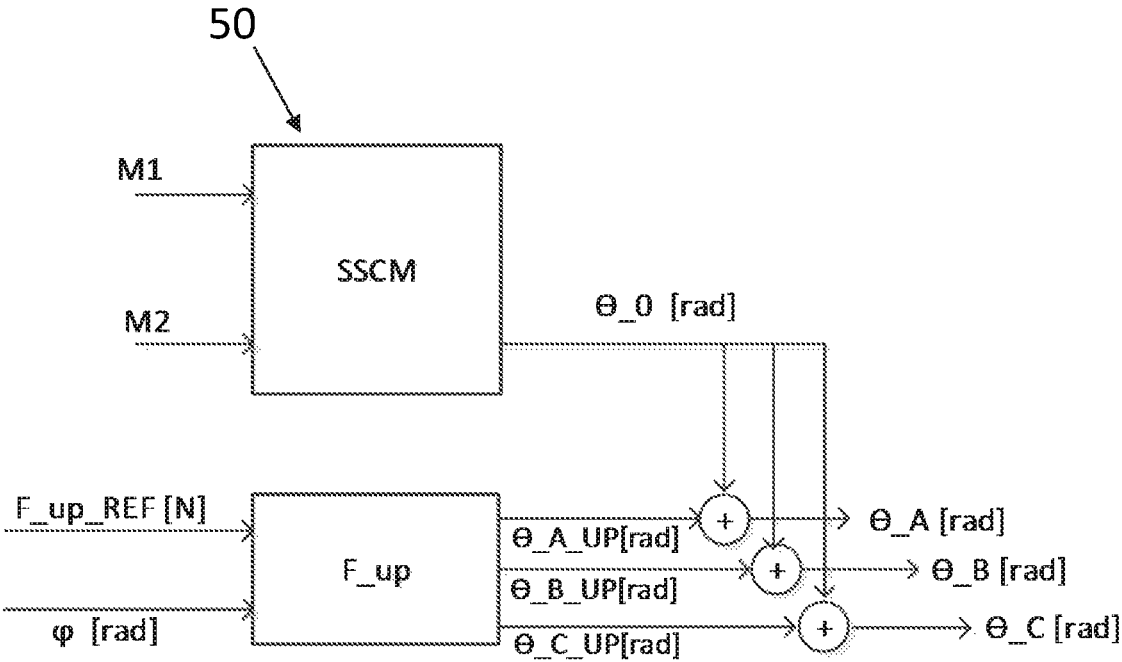 50
M1
SSCM
M2
Θ_0 [rad]
F_up_REF [N]
F_up
φ [rad]
Θ_A_UP[rad]
Θ_B_UP[rad]
Θ_C_UP[rad]
+
+
+
Θ_A [rad]
Θ_B [rad]
Θ_C [rad]